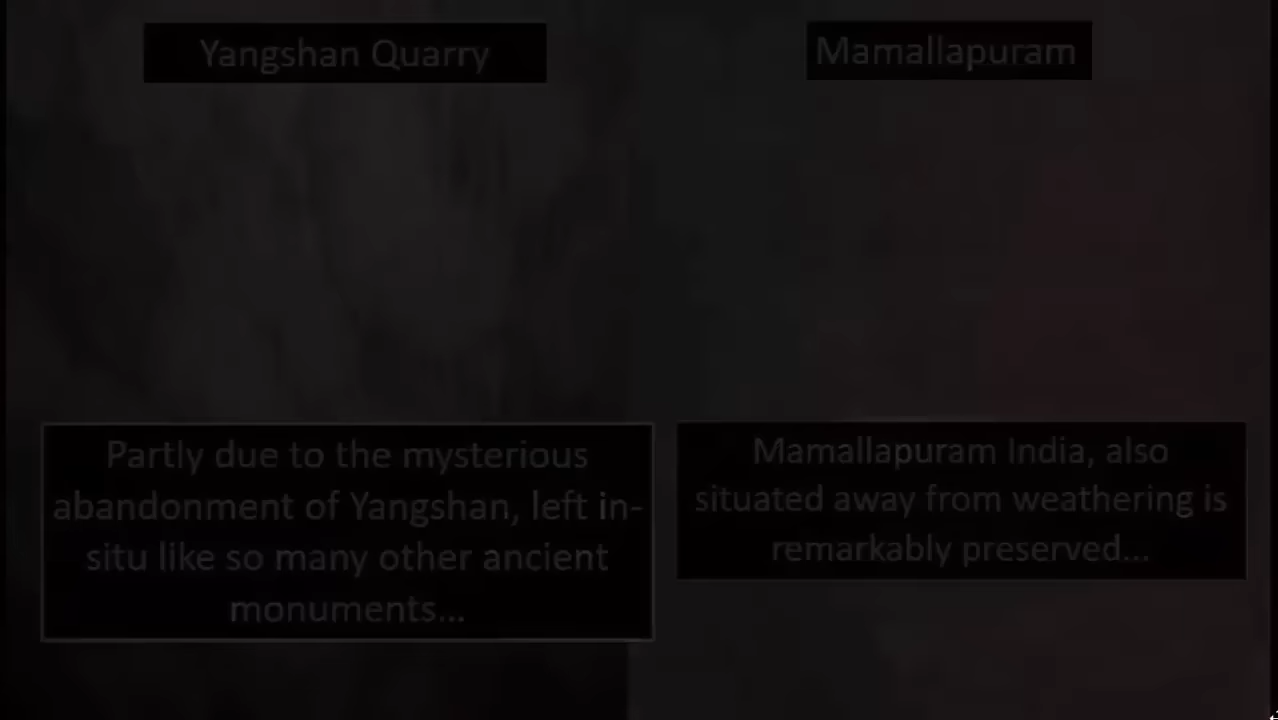 Yangshan Quarry
Mamallapuram
Partly due to the mysterious
abandonment of Yangshan, left in-
situ like so many other ancient
monuments...
Mamallapuram India, also
situated away from weathering is
remarkably preserved...